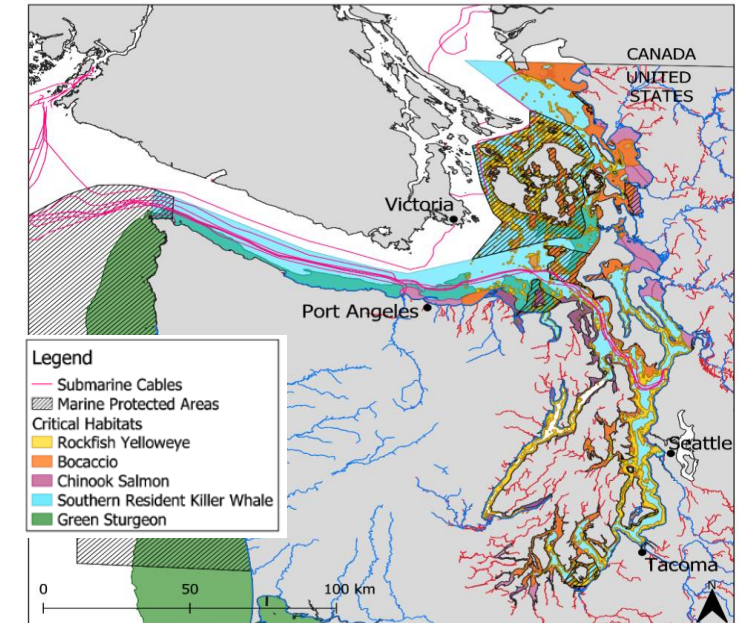 CANADA
UNITED
STATES
Victoria
Port Angeles
Legend
Submarine Cables
Marine Protected Areas
Critical Habitats
Rockfish Yelloweye
Bocaccio
Chinook Salmon
Southern Resident Killer Whale
Green Sturgeon
Seattle
Tacoma
N
0 50 100 km